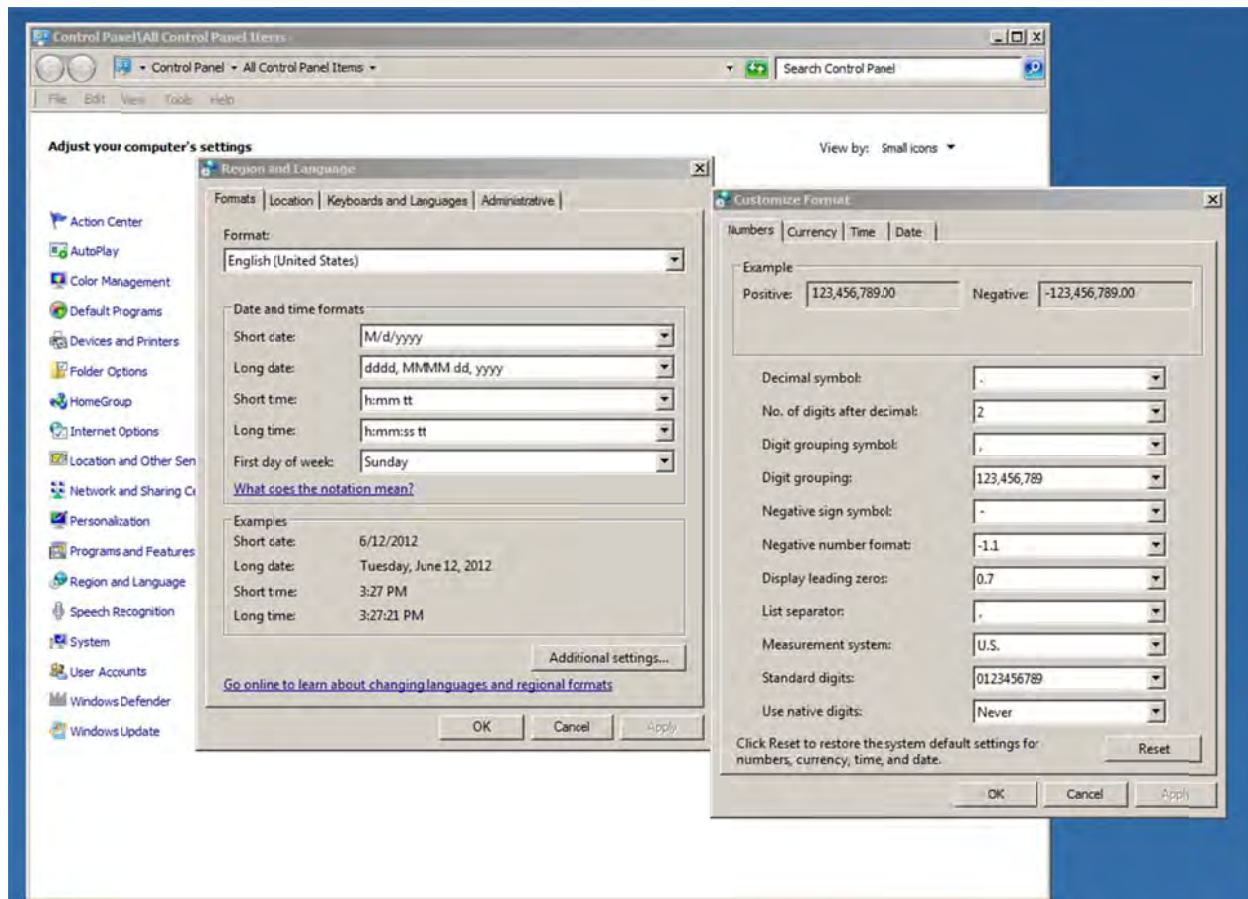 Control Panel\All Control Panel Items
Control Panel All Control Panel Items
Search Control Panel
File Edit View Tools Help
Adjust your computer's settings
View by: Small icons
Action Center
AutoPlay
Color Management
Default Programs
Devices and Printers
Folder Options
HomeGroup
Internet Options
Location and Other Sen
Network and Sharing Ce
Personalization
Programs and Features
Region and Language
Speech Recognition
System
User Accounts
Windows Defender
Windows Update
Region and Language
Formats Location Keyboards and Languages Administrative
Format:
English (United States)
Date and time formats
Short date: M/d/yyyy
Long date: dddd, MMMM dd, yyyy
Short time: h:mm tt
Long time: h:mm:ss tt
First day of week: Sunday
What does the notation mean?
Examples
Short date: 6/12/2012
Long date: Tuesday, June 12, 2012
Short time: 3:27 PM
Long time: 3:27:21 PM
Additional settings...
Go online to learn about changing languages and regional formats
OK Cancel Apply
Customize Format
Numbers Currency Time Date
Example
Positive: 123,456,789.00 Negative: -123,456,789.00
Decimal symbol: .
No. of digits after decimal: 2
Digit grouping symbol: ,
Digit grouping: 123,456,789
Negative sign symbol: -
Negative number format: -1.1
Display leading zeros: 0.7
List separator: ,
Measurement system: U.S.
Standard digits: 0123456789
Use native digits: Never
Click Reset to restore the system default settings for
numbers, currency, time, and date.
Reset
OK Cancel Apply